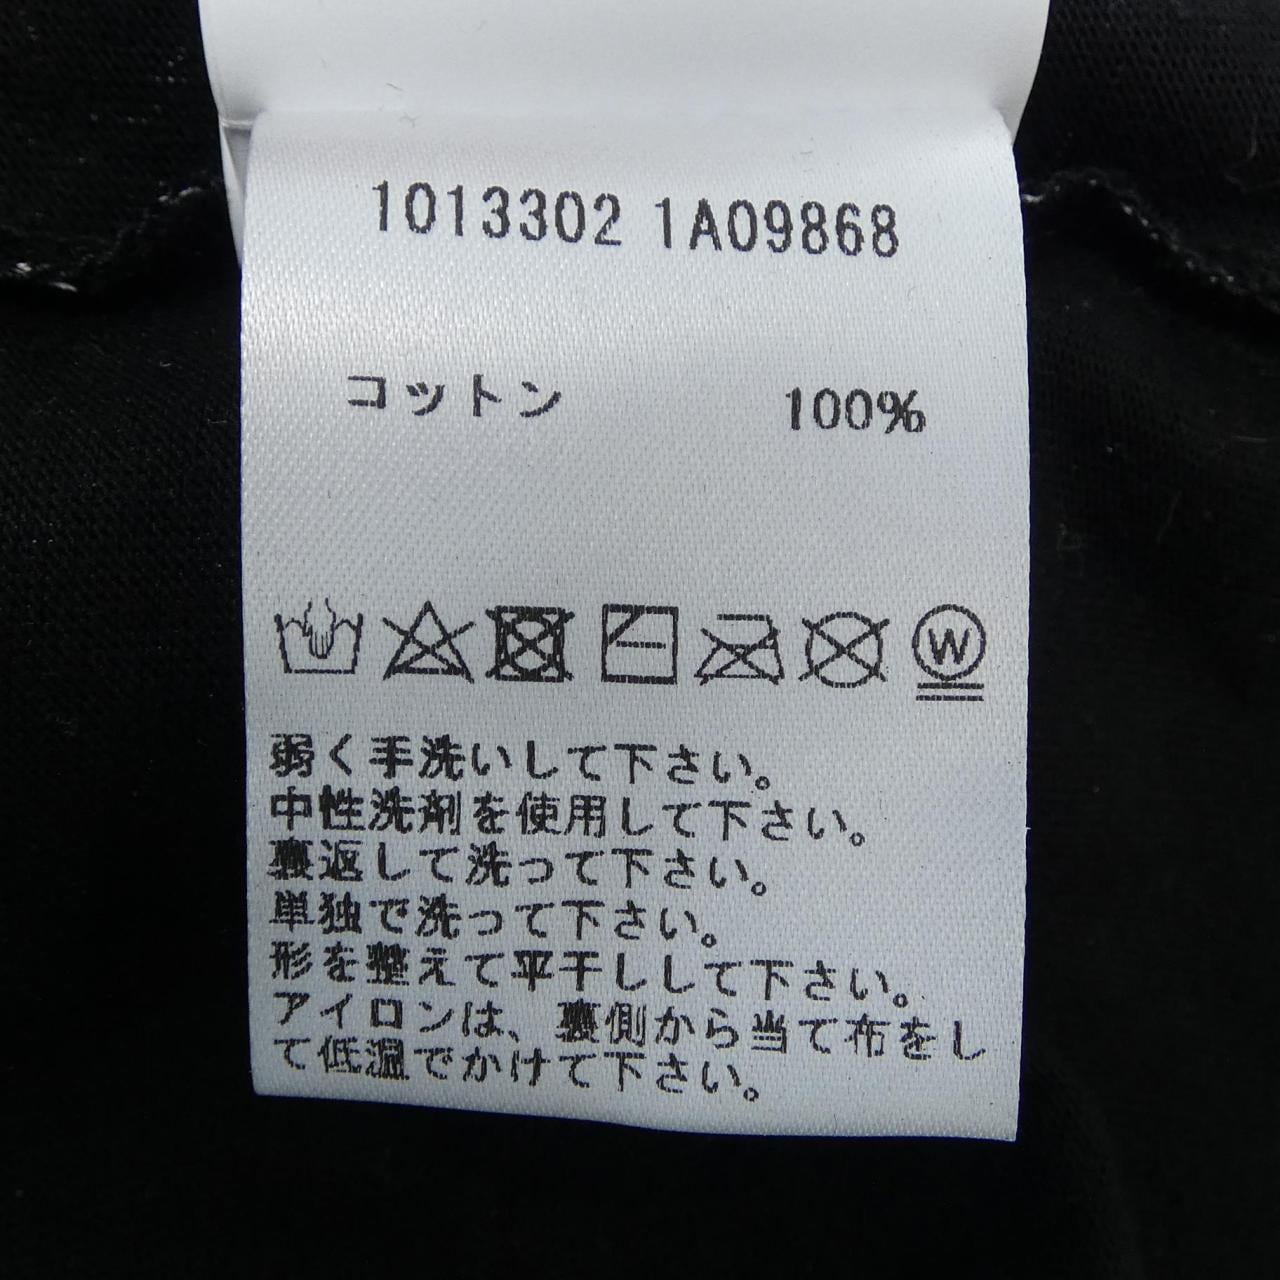 1013302 1A09868
コットン 100%
W
弱く手洗いして下さい。
中性洗剤を使用して下さい。
裏返して洗って下さい。
単独で洗って下さい。
形を整えて平干しして下さい。
アイロンは、裏側から当て布をし
て低温でかけて下さい。